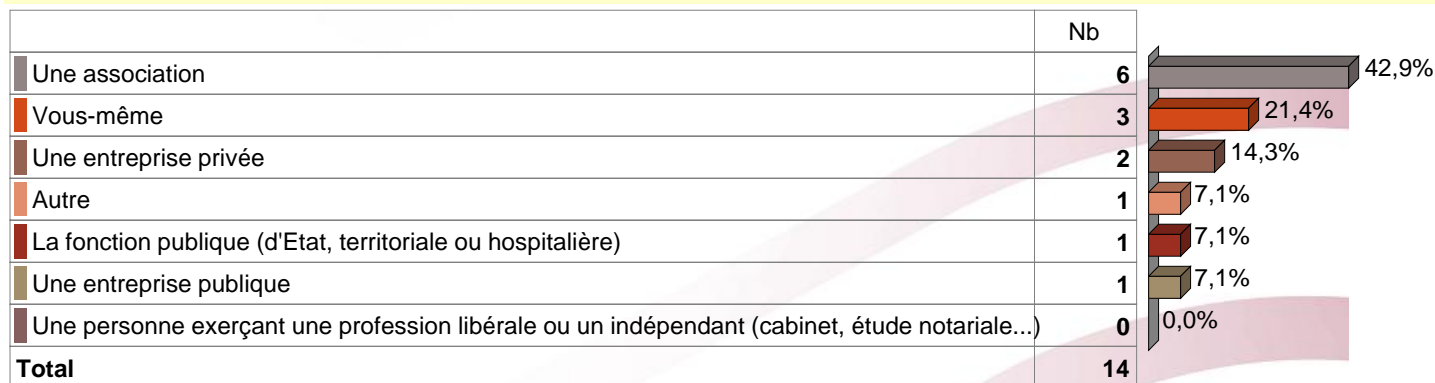 Nb
Une association 6 42,9%
Vous-même 3 21,4%
Une entreprise privée 2 14,3%
Autre 1 7,1%
La fonction publique (d'Etat, territoriale ou hospitalière) 1 7,1%
Une entreprise publique 1 7,1%
Une personne exerçant une profession libérale ou un indépendant (cabinet, étude notariale...) 0 0,0%
Total 14